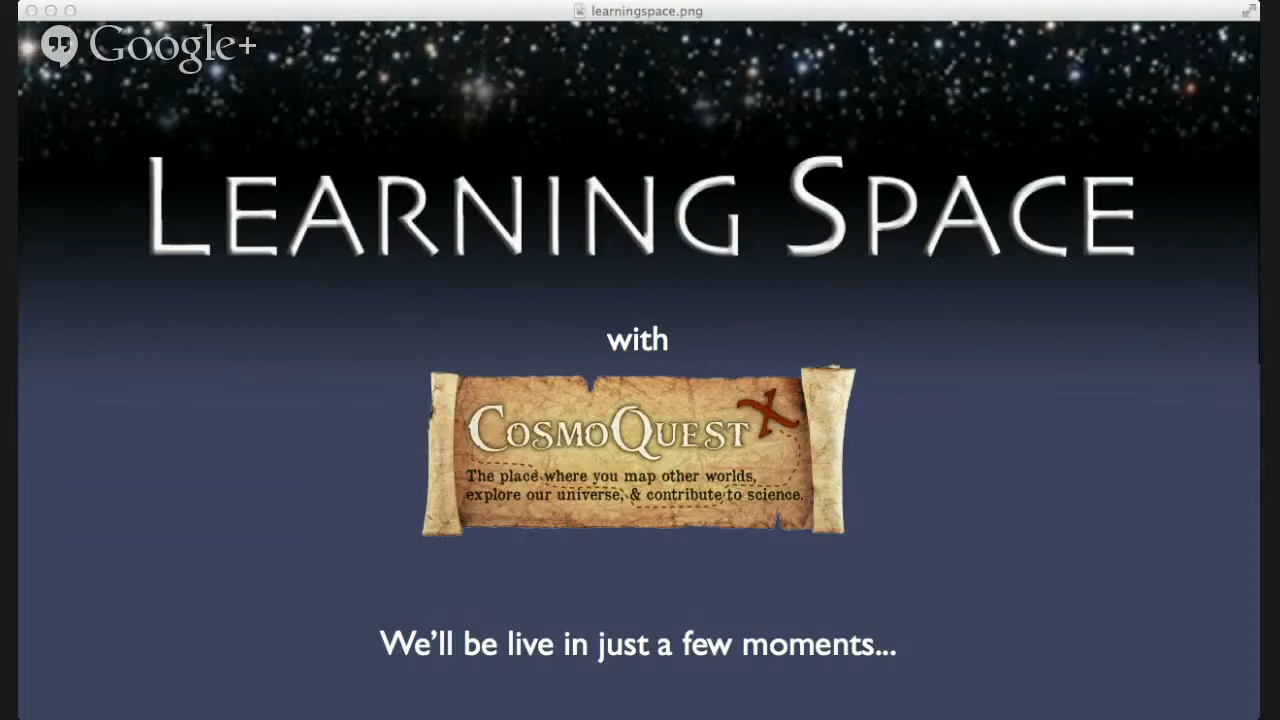 learningspace.png
Google+
LEARNING SPACE
with
COSMOQUEST
The place where you map other worlds,
explore our universe, & contribute to science.
We'll be live in just a few moments...